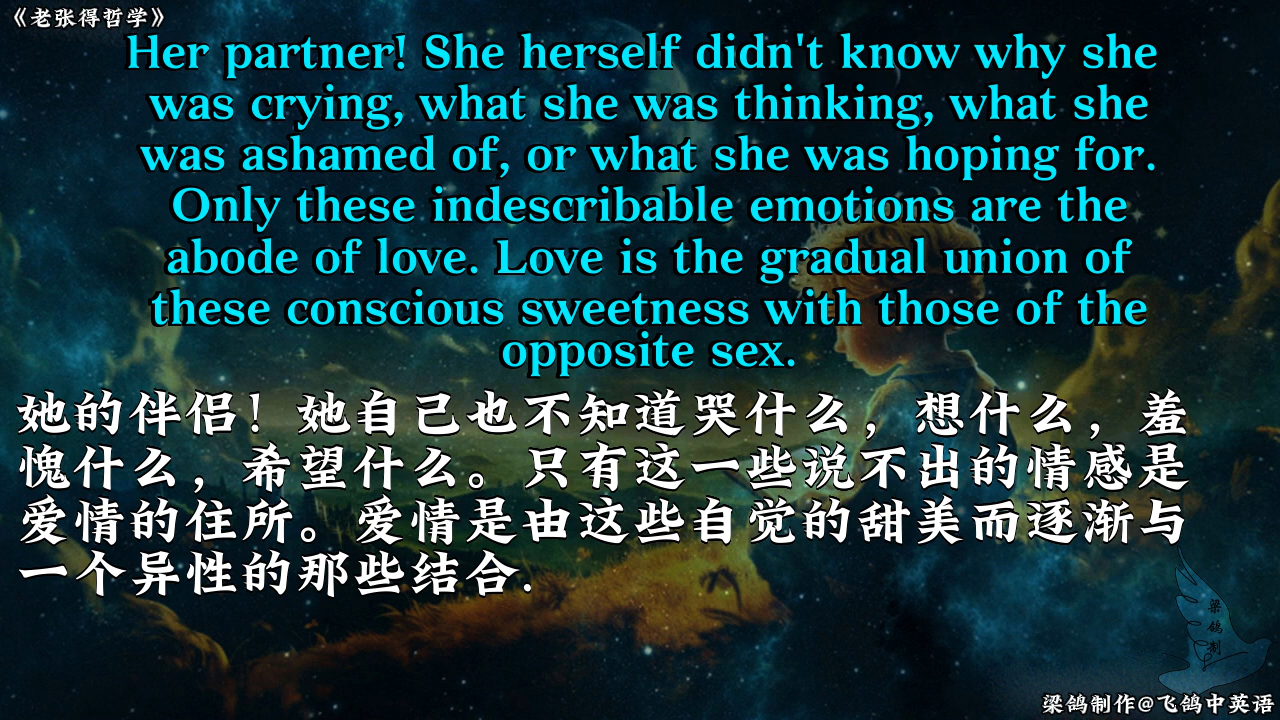 《老张得哲学》
Her partner! She herself didn't know why she
was crying, what she was thinking, what she
was ashamed of, or what she was hoping for.
Only these indescribable emotions are the
abode of love. Love is the gradual union of
these conscious sweetness with those of the
opposite sex.
她的伴侣！她自己也不知道哭什么，想什么，羞
愧什么，希望什么。只有这一些说不出的情感是
爱情的住所。爱情是由这些自觉的甜美而逐渐与
一个异性的那些结合.
梁
鸽
制
梁鸽制作@飞鸽中英语